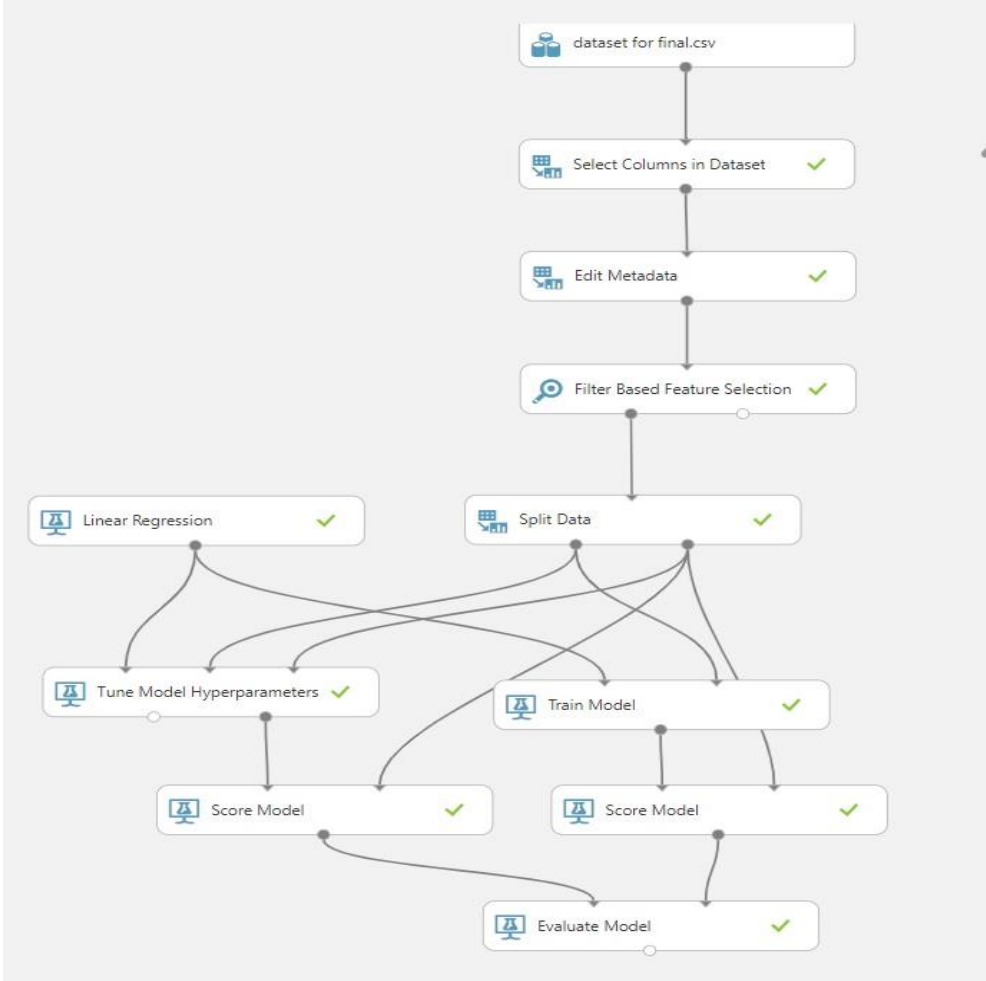 dataset for final.csv
Select Columns in Dataset
Edit Metadata
Filter Based Feature Selection
Linear Regression
Split Data
Tune Model Hyperparameters
Train Model
Score Model
Score Model
Evaluate Model